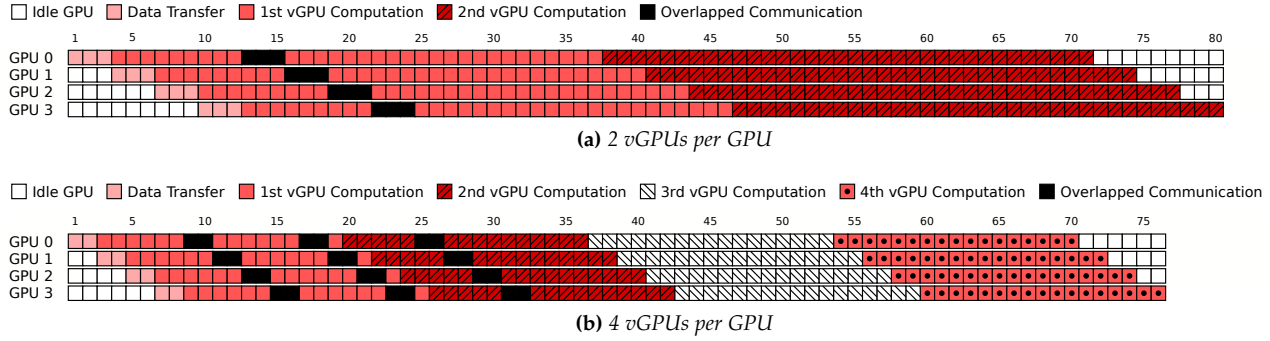 Idle GPU Data Transfer 1st vGPU Computation 2nd vGPU Computation Overlapped Communication
1 5 10 15 20 25 30 35 40 45 50 55 60 65 70 75 80
GPU 0
GPU 1
GPU 2
GPU 3
(a) 2 vGPUs per GPU
Idle GPU Data Transfer 1st vGPU Computation 2nd vGPU Computation 3rd vGPU Computation 4th vGPU Computation Overlapped Communication
1 5 10 15 20 25 30 35 40 45 50 55 60 65 70 75
GPU 0
GPU 1
GPU 2
GPU 3
(b) 4 vGPUs per GPU